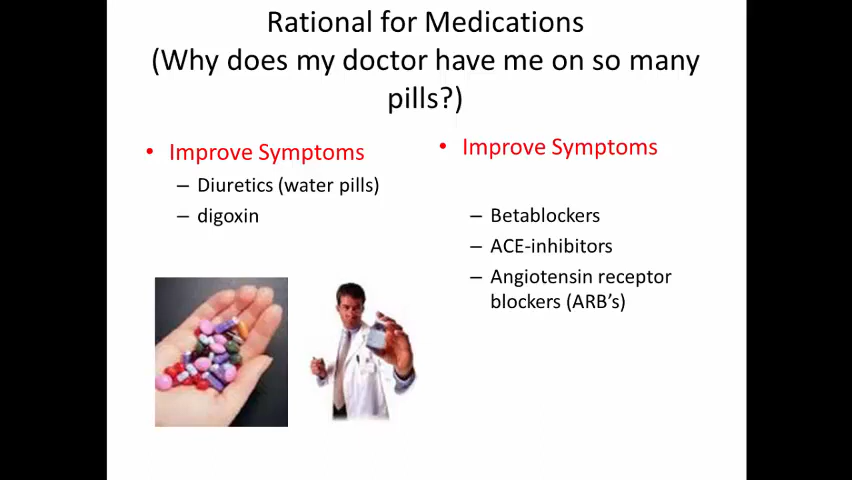 Rational for Medications
(Why does my doctor have me on so many
pills?)
• Improve Symptoms
– Diuretics (water pills)
– digoxin
• Improve Symptoms
– Betablockers
– ACE-inhibitors
– Angiotensin receptor
blockers (ARB's)